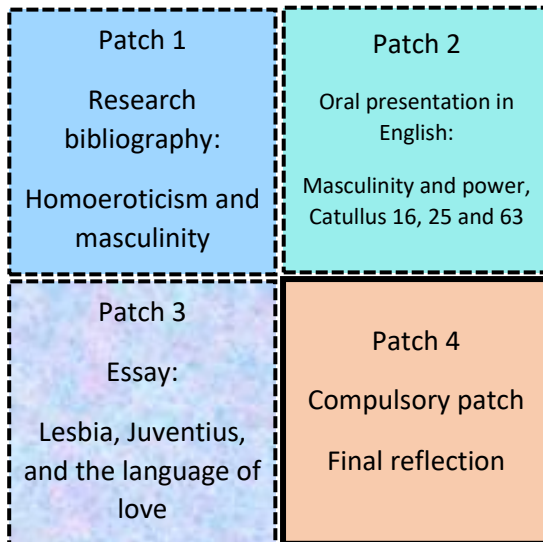 Patch 1
Research
bibliography:
Homoeroticism and
masculinity
Patch 2
Oral presentation in
English:
Masculinity and power,
Catullus 16, 25 and 63
Patch 3
Essay:
Lesbia, Juventius,
and the language of
love
Patch 4
Compulsory patch
Final reflection